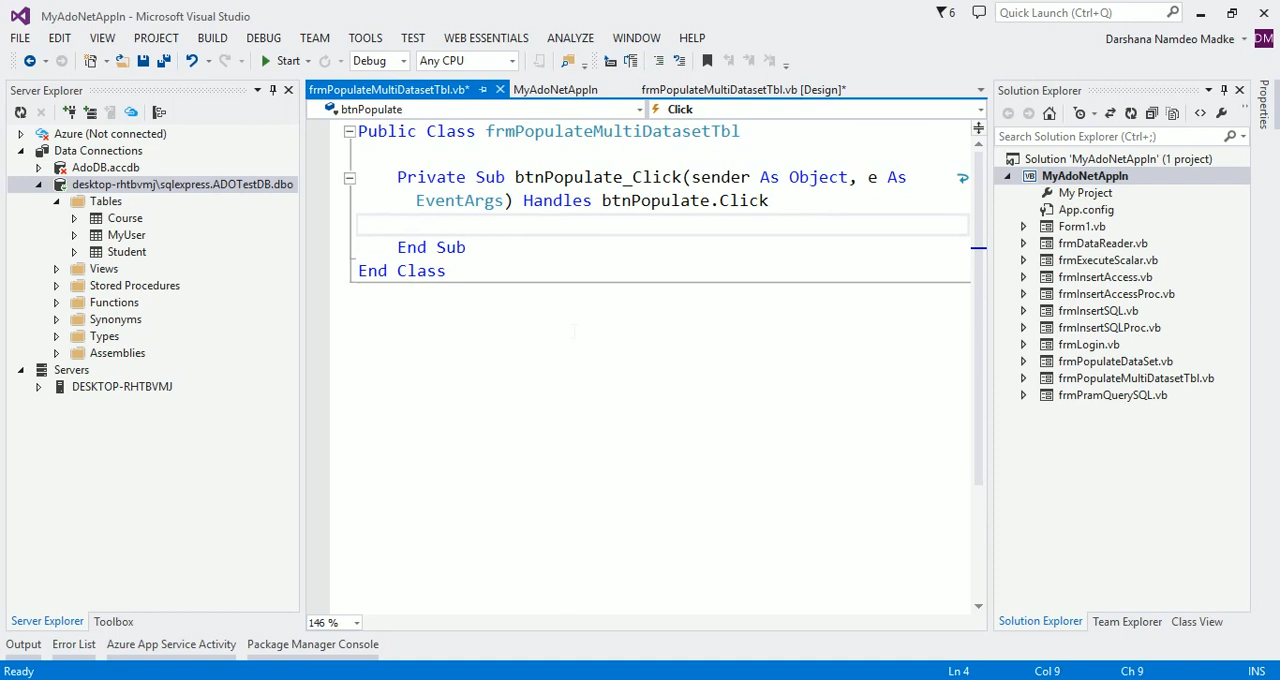 MyAdoNetAppln - Microsoft Visual Studio
6
Quick Launch (Ctrl+Q)
FILE EDIT VIEW PROJECT BUILD DEBUG TEAM TOOLS TEST WEB ESSENTIALS ANALYZE WINDOW HELP
Darshana Namdeo Madke
DM
Start
Debug
Any CPU
Server Explorer
Azure (Not connected)
Data Connections
AdoDB.accdb
desktop-rhtbvmj\sqlexpress.ADOTestDB.dbo
Tables
Course
MyUser
Student
Views
Stored Procedures
Functions
Synonyms
Types
Assemblies
Servers
DESKTOP-RHTBVMJ
Server Explorer Toolbox
frmPopulateMultiDatasetTbl.vb* MyAdoNetAppln frmPopulateMultiDatasetTbl.vb [Design]*
btnPopulate
Click
Public Class frmPopulateMultiDatasetTbl
Private Sub btnPopulate_Click(sender As Object, e As
EventArgs) Handles btnPopulate.Click
End Sub
End Class
146 %
Solution Explorer
Search Solution Explorer (Ctrl+;)
Solution 'MyAdoNetAppln' (1 project)
VB MyAdoNetAppln
My Project
App.config
Form1.vb
frmDataReader.vb
frmExecuteScalar.vb
frmInsertAccess.vb
frmInsertAccessProc.vb
frmInsertSQL.vb
frmInsertSQLProc.vb
frmLogin.vb
frmPopulateDataSet.vb
frmPopulateMultiDatasetTbl.vb
frmPramQuerySQL.vb
Solution Explorer Team Explorer Class View
Properties
Output Error List Azure App Service Activity Package Manager Console
Ready
Ln 4
Col 9
Ch 9
INS